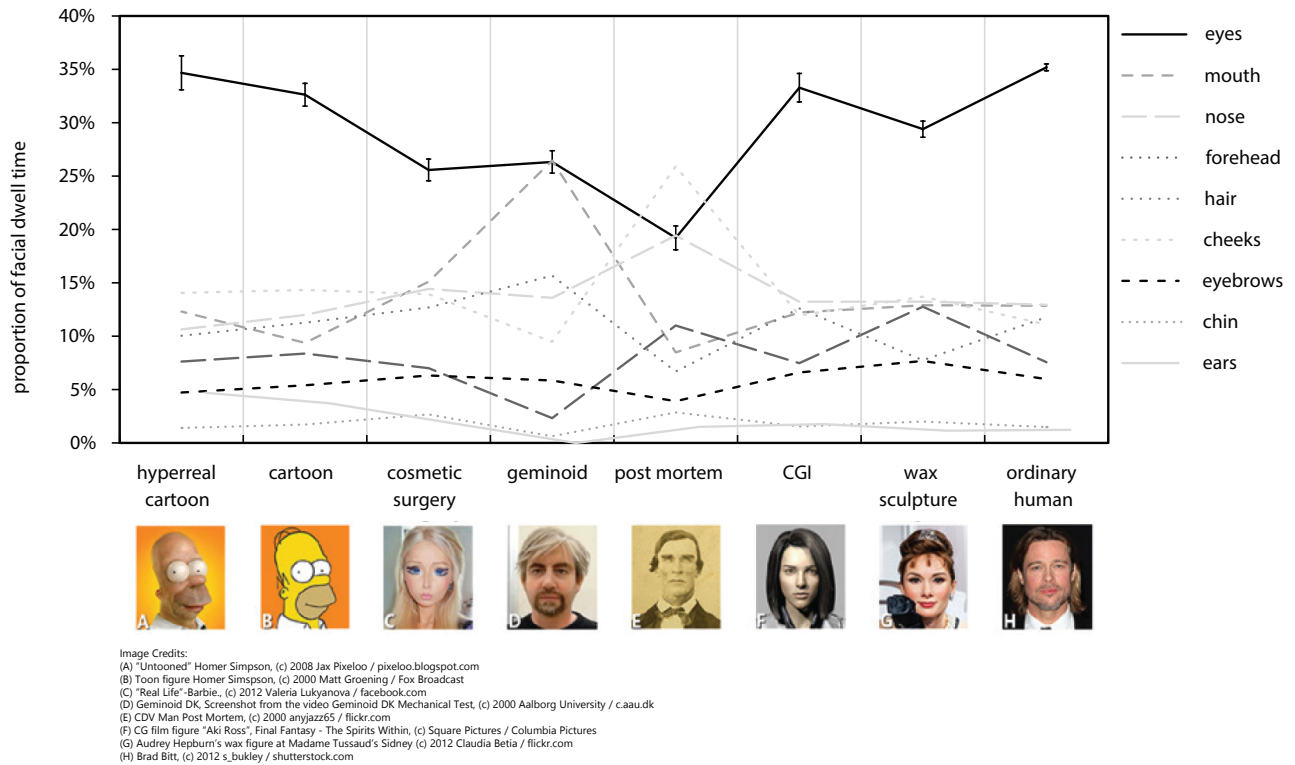 40%
35%
30%
25%
20%
15%
10%
5%
0%
proportion of facial dwell time
eyes
mouth
nose
forehead
hair
cheeks
eyebrows
chin
ears
hyperreal
cartoon
cartoon
cosmetic
surgery
geminoid
post mortem
CGI
wax
sculpture
ordinary
human
A
B
C
D
E
F
G
H
Image Credits:
(A) "Untooned" Homer Simpson, (c) 2008 Jax Pixeloo / pixeloo.blogspot.com
(B) Toon figure Homer Simspson, (c) 2000 Matt Groening / Fox Broadcast
(C) "Real Life"-Barbie., (c) 2012 Valeria Lukyanova / facebook.com
(D) Geminoid DK, Screenshot from the video Geminoid DK Mechanical Test, (c) 2000 Aalborg University / c.aau.dk
(E) CDV Man Post Mortem, (c) 2000 anyjazz65 / flickr.com
(F) CG film figure "Aki Ross", Final Fantasy - The Spirits Within, (c) Square Pictures / Columbia Pictures
(G) Audrey Hepburn's wax figure at Madame Tussaud's Sidney (c) 2012 Claudia Betia / flickr.com
(H) Brad Bitt, (c) 2012 s_bukley / shutterstock.com